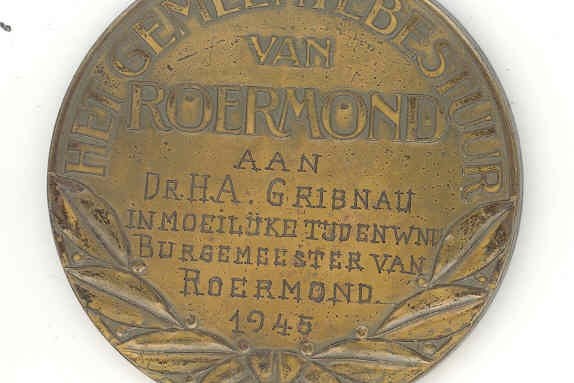 HET GEMEENTEBESTUUR
VAN
ROERMOND
AAN
DR. H.A. GRIBNAU
IN MOEILIJKE TIJDEN WND
BURGEMEESTER VAN
ROERMOND
1945